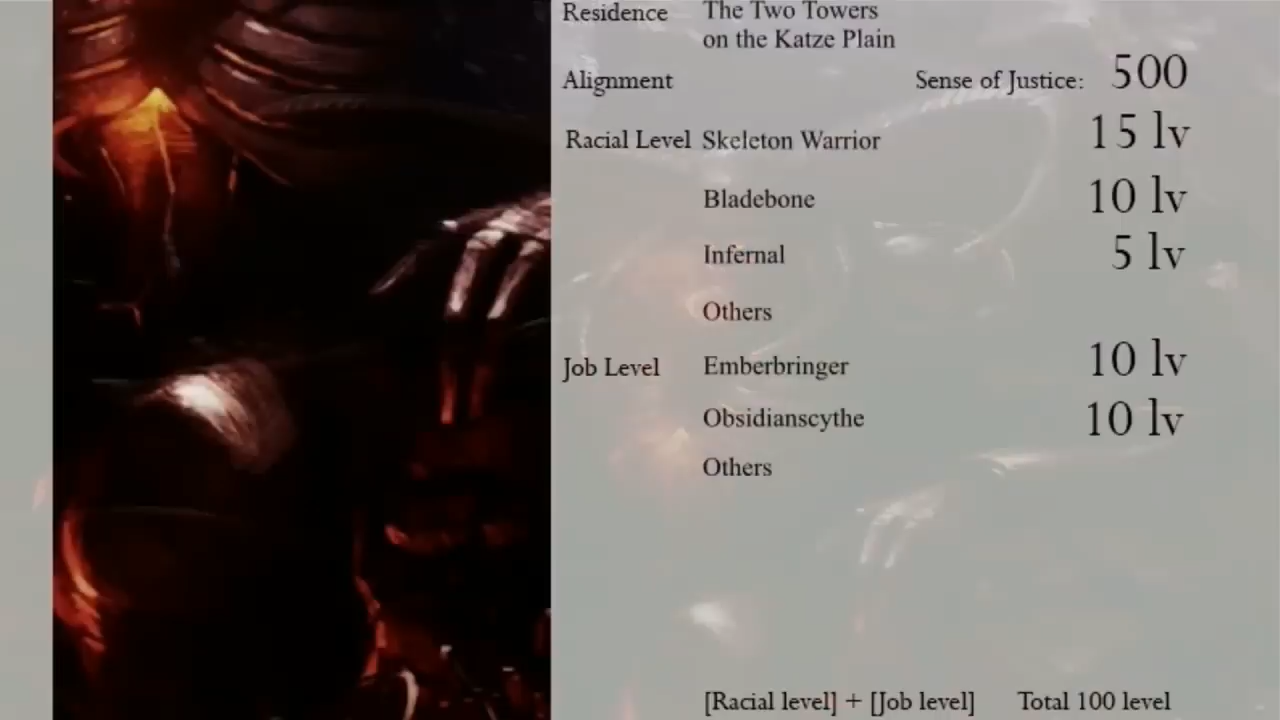 Residence The Two Towers
on the Katze Plain
Alignment Sense of Justice: 500
Racial Level Skeleton Warrior 15 lv
Bladebone 10 lv
Infernal 5 lv
Others
Job Level Emberbringer 10 lv
Obsidianscythe 10 lv
Others
[Racial level] + [Job level] Total 100 level